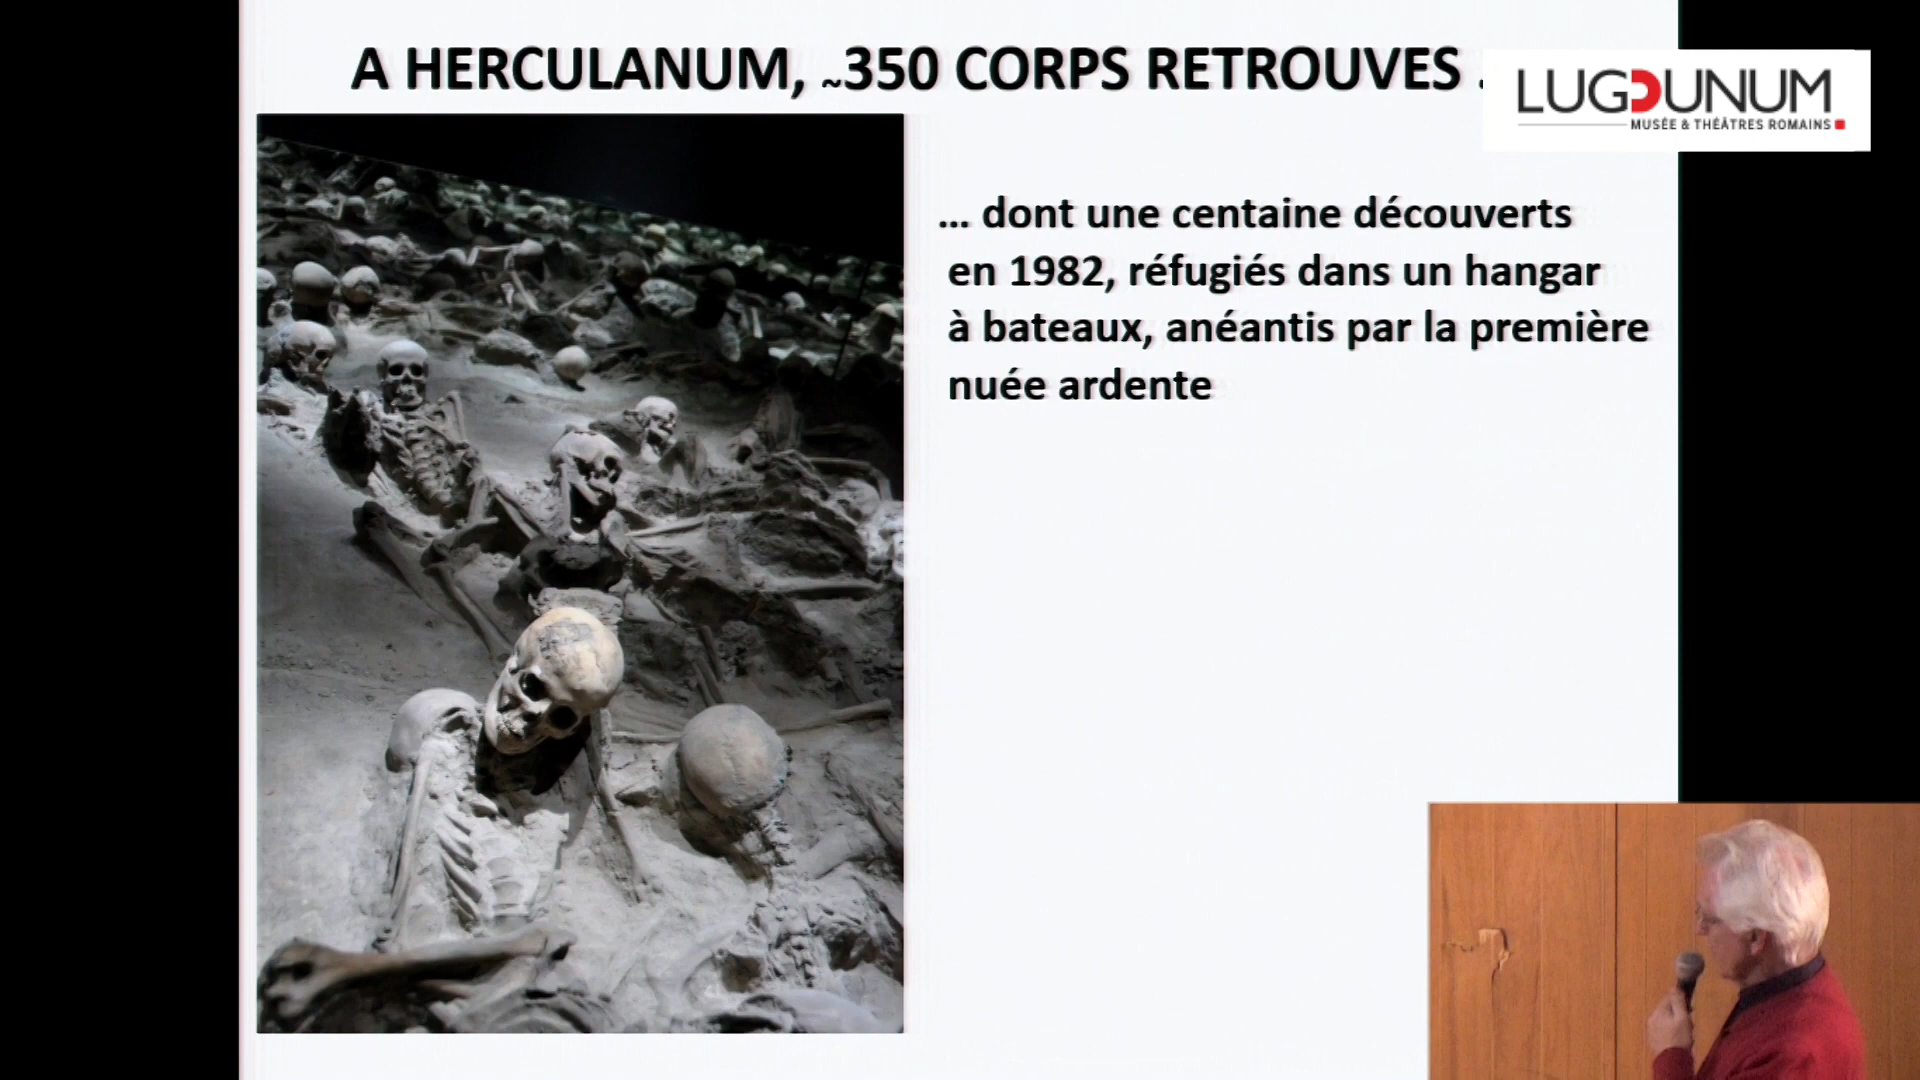 A HERCULANUM, ~350 CORPS RETROUVES .
LUGDUNUM
MUSÉE & THÉÂTRES ROMAINS
... dont une centaine découverts
en 1982, réfugiés dans un hangar
à bateaux, anéantis par la première
nuée ardente